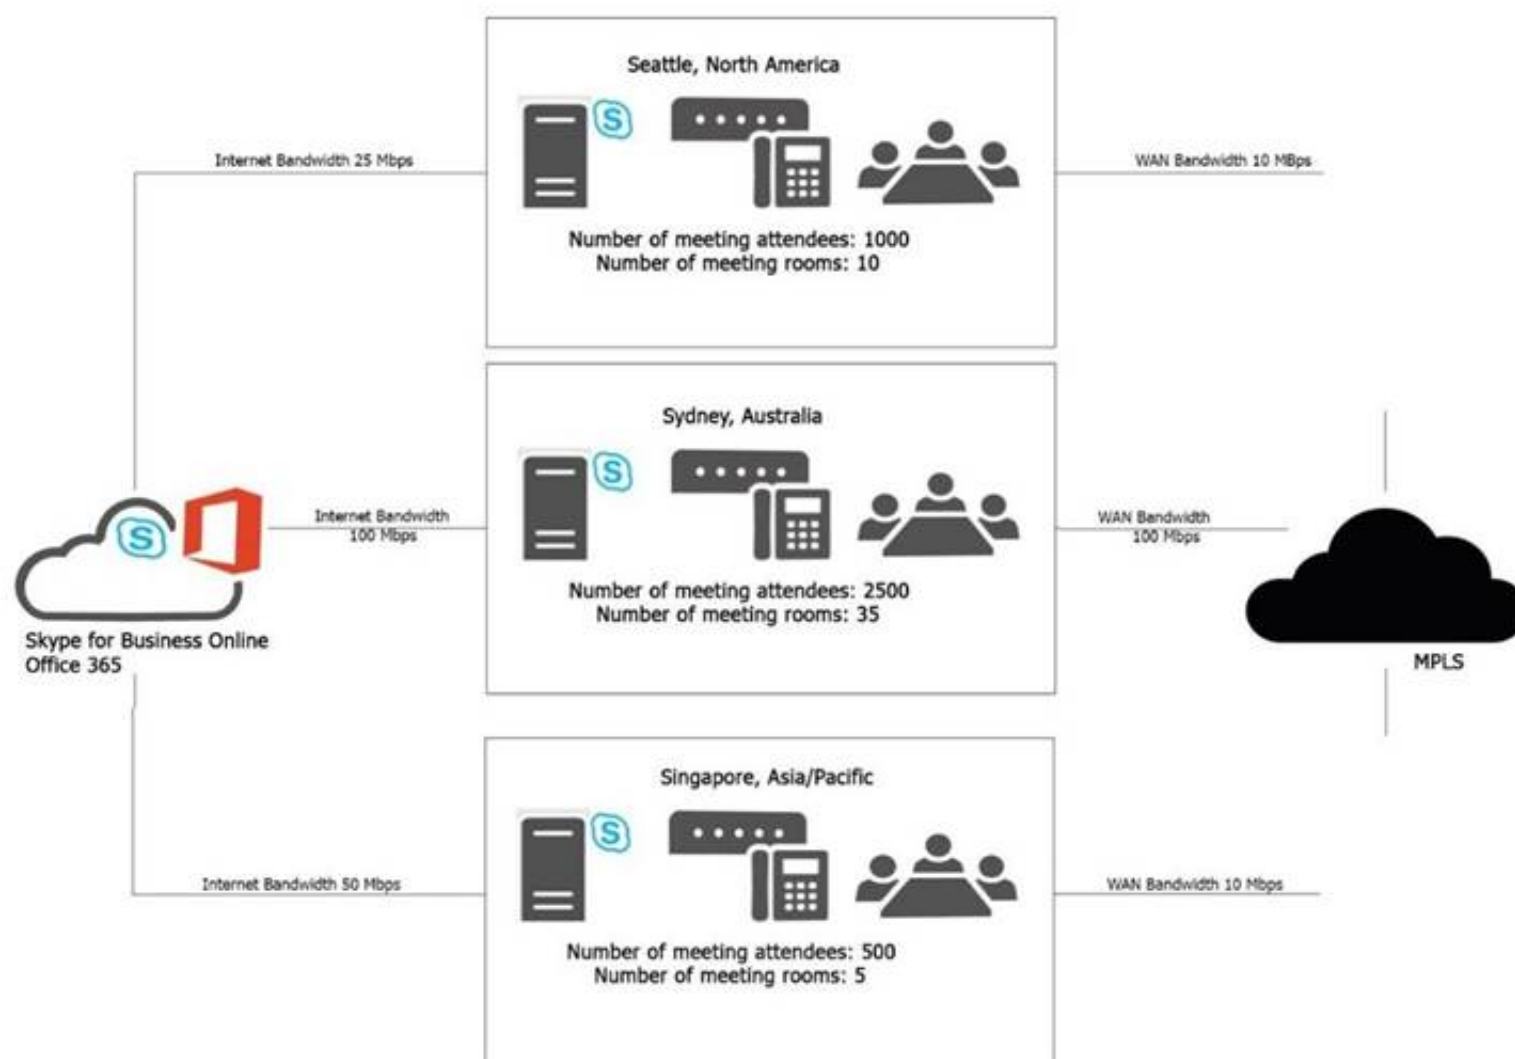 Seattle, North America
S
Internet Bandwidth 25 Mbps
WAN Bandwidth 10 MBps
Number of meeting attendees: 1000
Number of meeting rooms: 10
Sydney, Australia
S
Internet Bandwidth
100 Mbps
WAN Bandwidth
100 Mbps
S
Number of meeting attendees: 2500
Number of meeting rooms: 35
Skype for Business Online
Office 365
MPLS
Singapore, Asia/Pacific
S
Internet Bandwidth 50 Mbps
WAN Bandwidth 10 Mbps
Number of meeting attendees: 500
Number of meeting rooms: 5